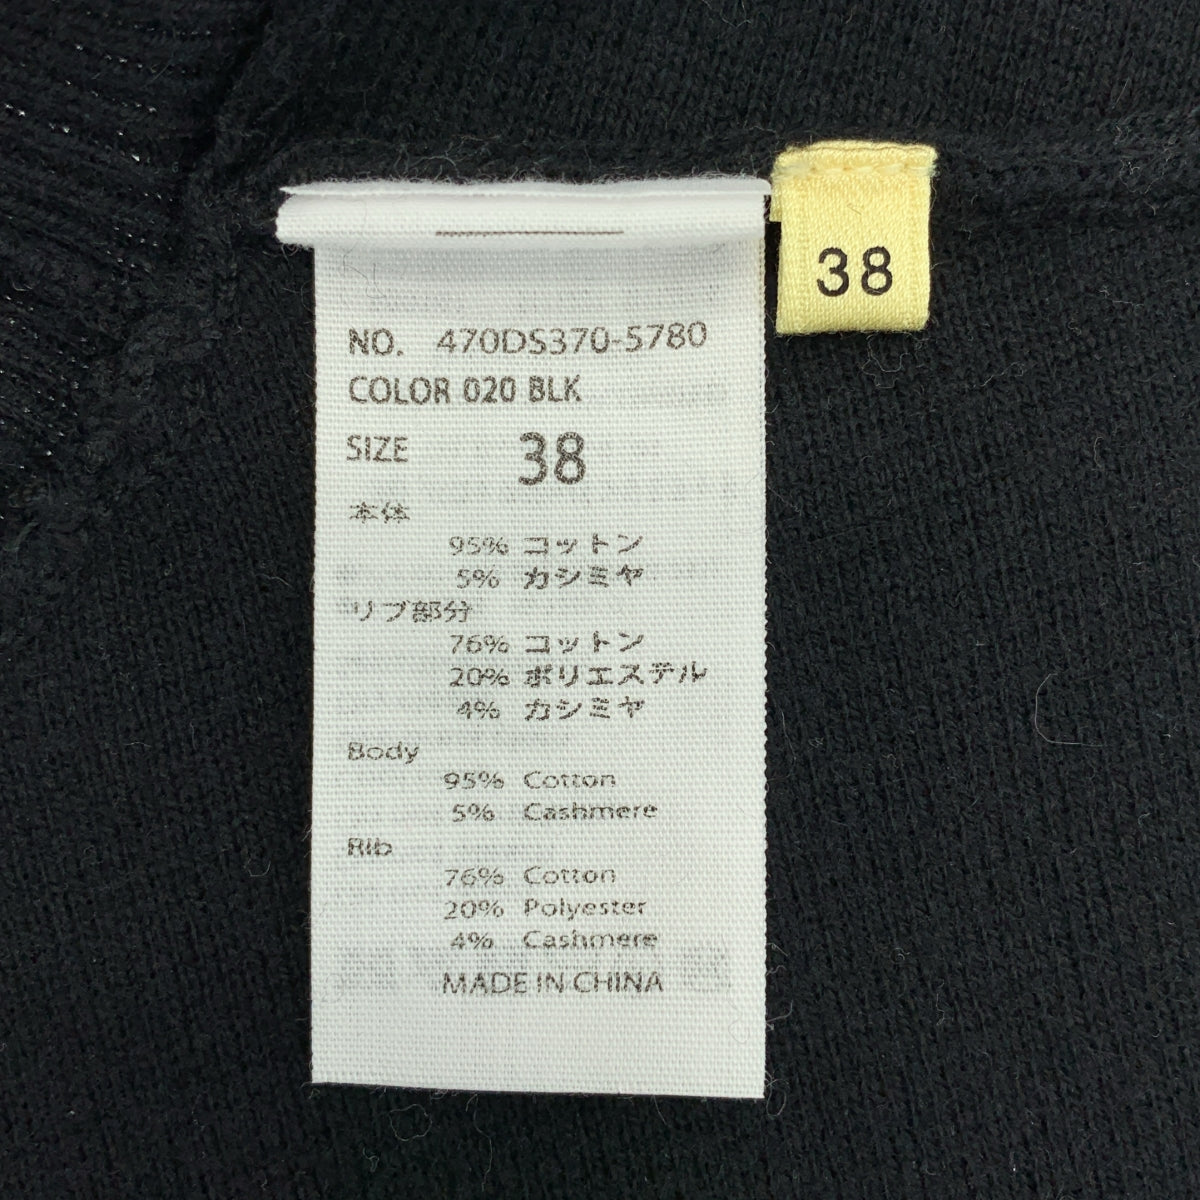 38
NO. 470DS370-5780
COLOR 020 BLK
SIZE 38
本体
95% コットン
5% カシミヤ
リブ部分
76% コットン
20% ポリエステル
4% カシミヤ
Body
95% Cotton
5% Cashmere
Rib
76% Cotton
20% Polyester
4% Cashmere
MADE IN CHINA